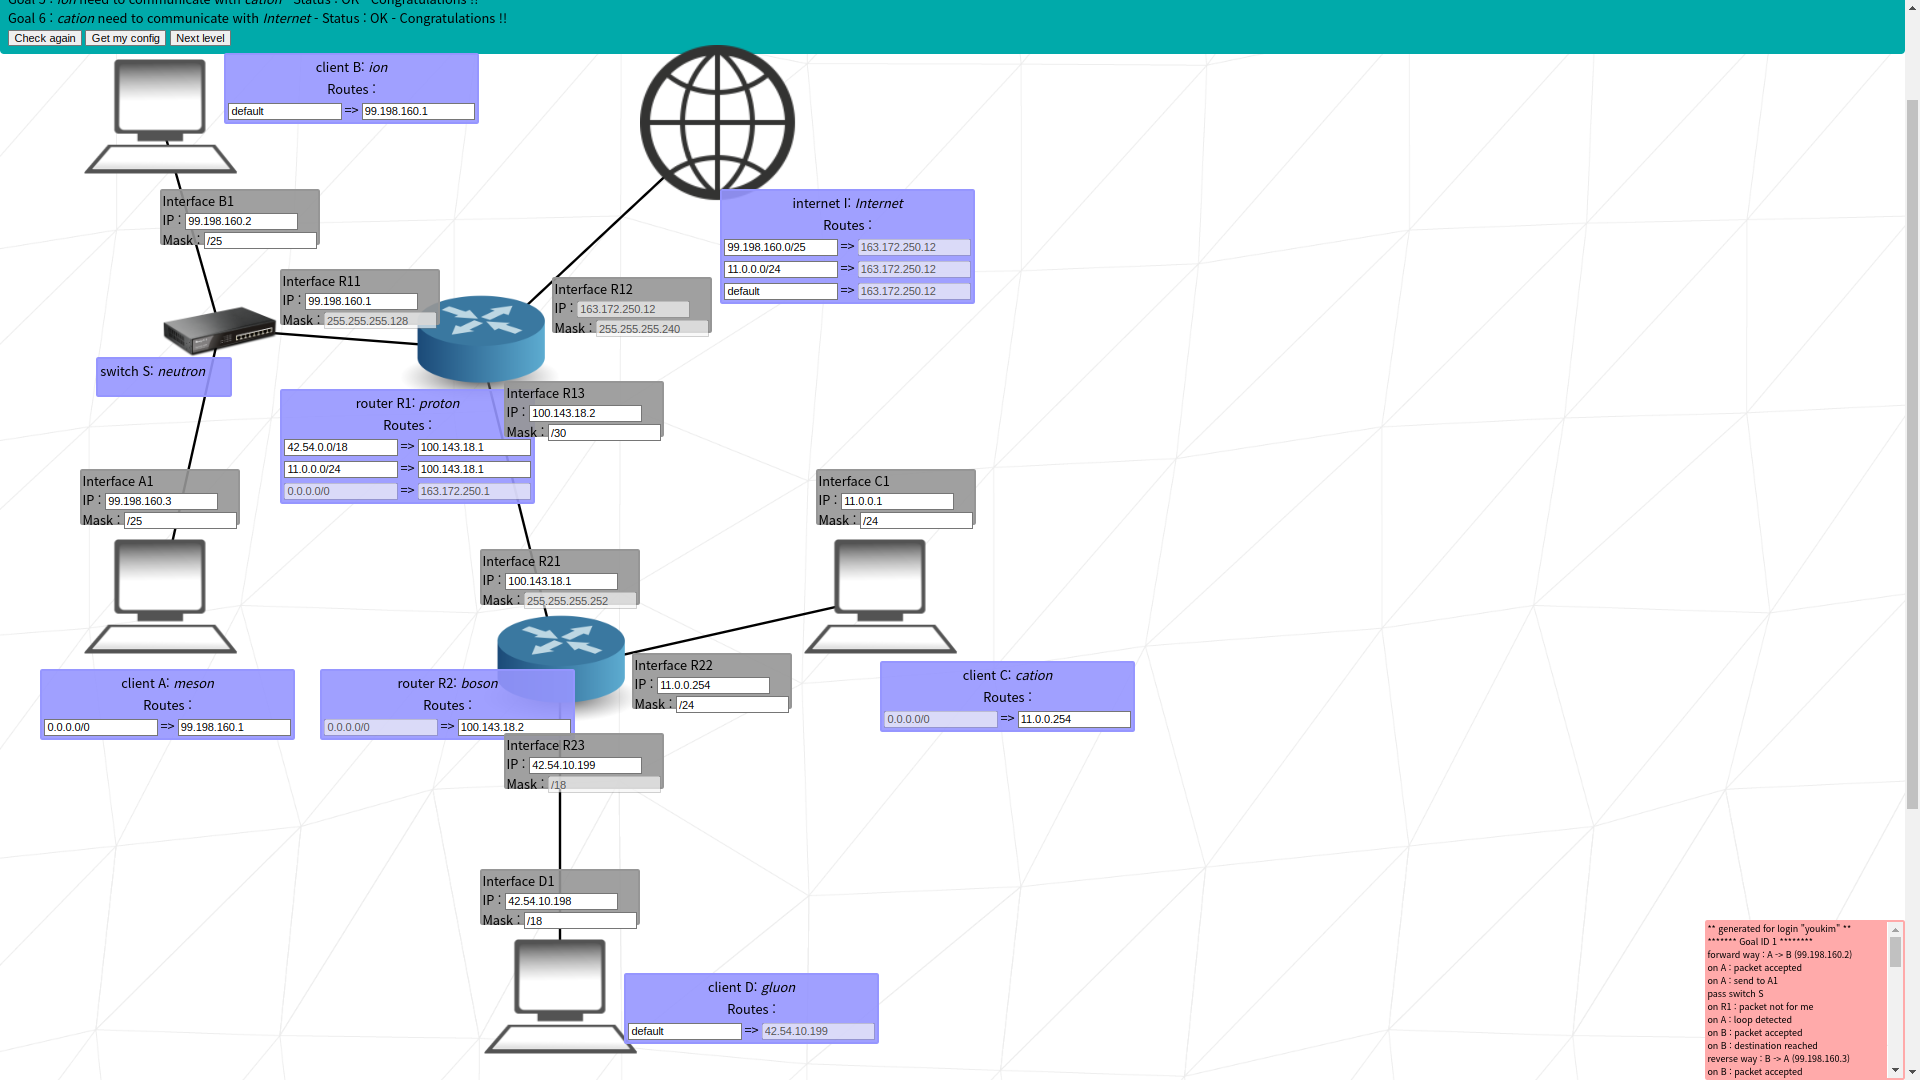 Goal 5 : ion need to communicate with cation - Status : OK - Congratulations !!
Goal 6 : cation need to communicate with Internet - Status : OK - Congratulations !!
Check again Get my config Next level
client B: ion
Routes :
default => 99.198.160.1
Interface B1
IP : 99.198.160.2
Mask : /25
internet I: Internet
Routes :
99.198.160.0/25 => 163.172.250.12
11.0.0.0/24 => 163.172.250.12
default => 163.172.250.12
Interface R11
IP : 99.198.160.1
Mask : 255.255.255.128
Interface R12
IP : 163.172.250.12
Mask : 255.255.255.240
switch S: neutron
router R1: proton
Routes :
42.54.0.0/18 => 100.143.18.1
11.0.0.0/24 => 100.143.18.1
0.0.0.0/0 => 163.172.250.1
Interface R13
IP : 100.143.18.2
Mask : /30
Interface A1
IP : 99.198.160.3
Mask : /25
Interface C1
IP : 11.0.0.1
Mask : /24
Interface R21
IP : 100.143.18.1
Mask : 255.255.255.252
client A: meson
Routes :
0.0.0.0/0 => 99.198.160.1
router R2: boson
Routes :
0.0.0.0/0 => 100.143.18.2
Interface R22
IP : 11.0.0.254
Mask : /24
client C: cation
Routes :
0.0.0.0/0 => 11.0.0.254
Interface R23
IP : 42.54.10.199
Mask : /18
Interface D1
IP : 42.54.10.198
Mask : /18
client D: gluon
Routes :
default => 42.54.10.199
** generated for login "youkim" **
******* Goal ID 1 ********
forward way : A -> B (99.198.160.2)
on A : packet accepted
on A : send to A1
pass switch S
on R1 : packet not for me
on A : loop detected
on B : packet accepted
on B : destination reached
reverse way : B -> A (99.198.160.3)
on B : packet accepted